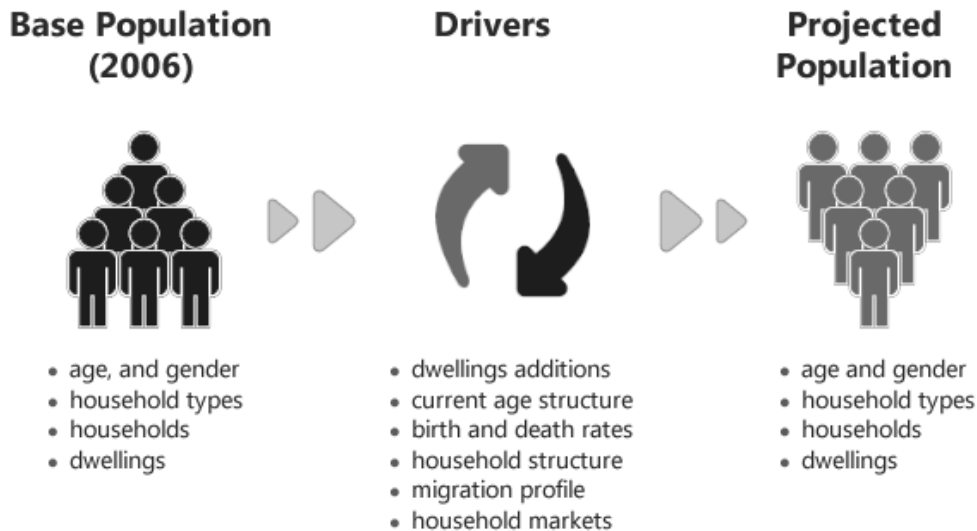 Base Population
(2006)
• age, and gender
• household types
• households
• dwellings
Drivers
• dwellings additions
• current age structure
• birth and death rates
• household structure
• migration profile
• household markets
Projected
Population
• age and gender
• household types
• households
• dwellings